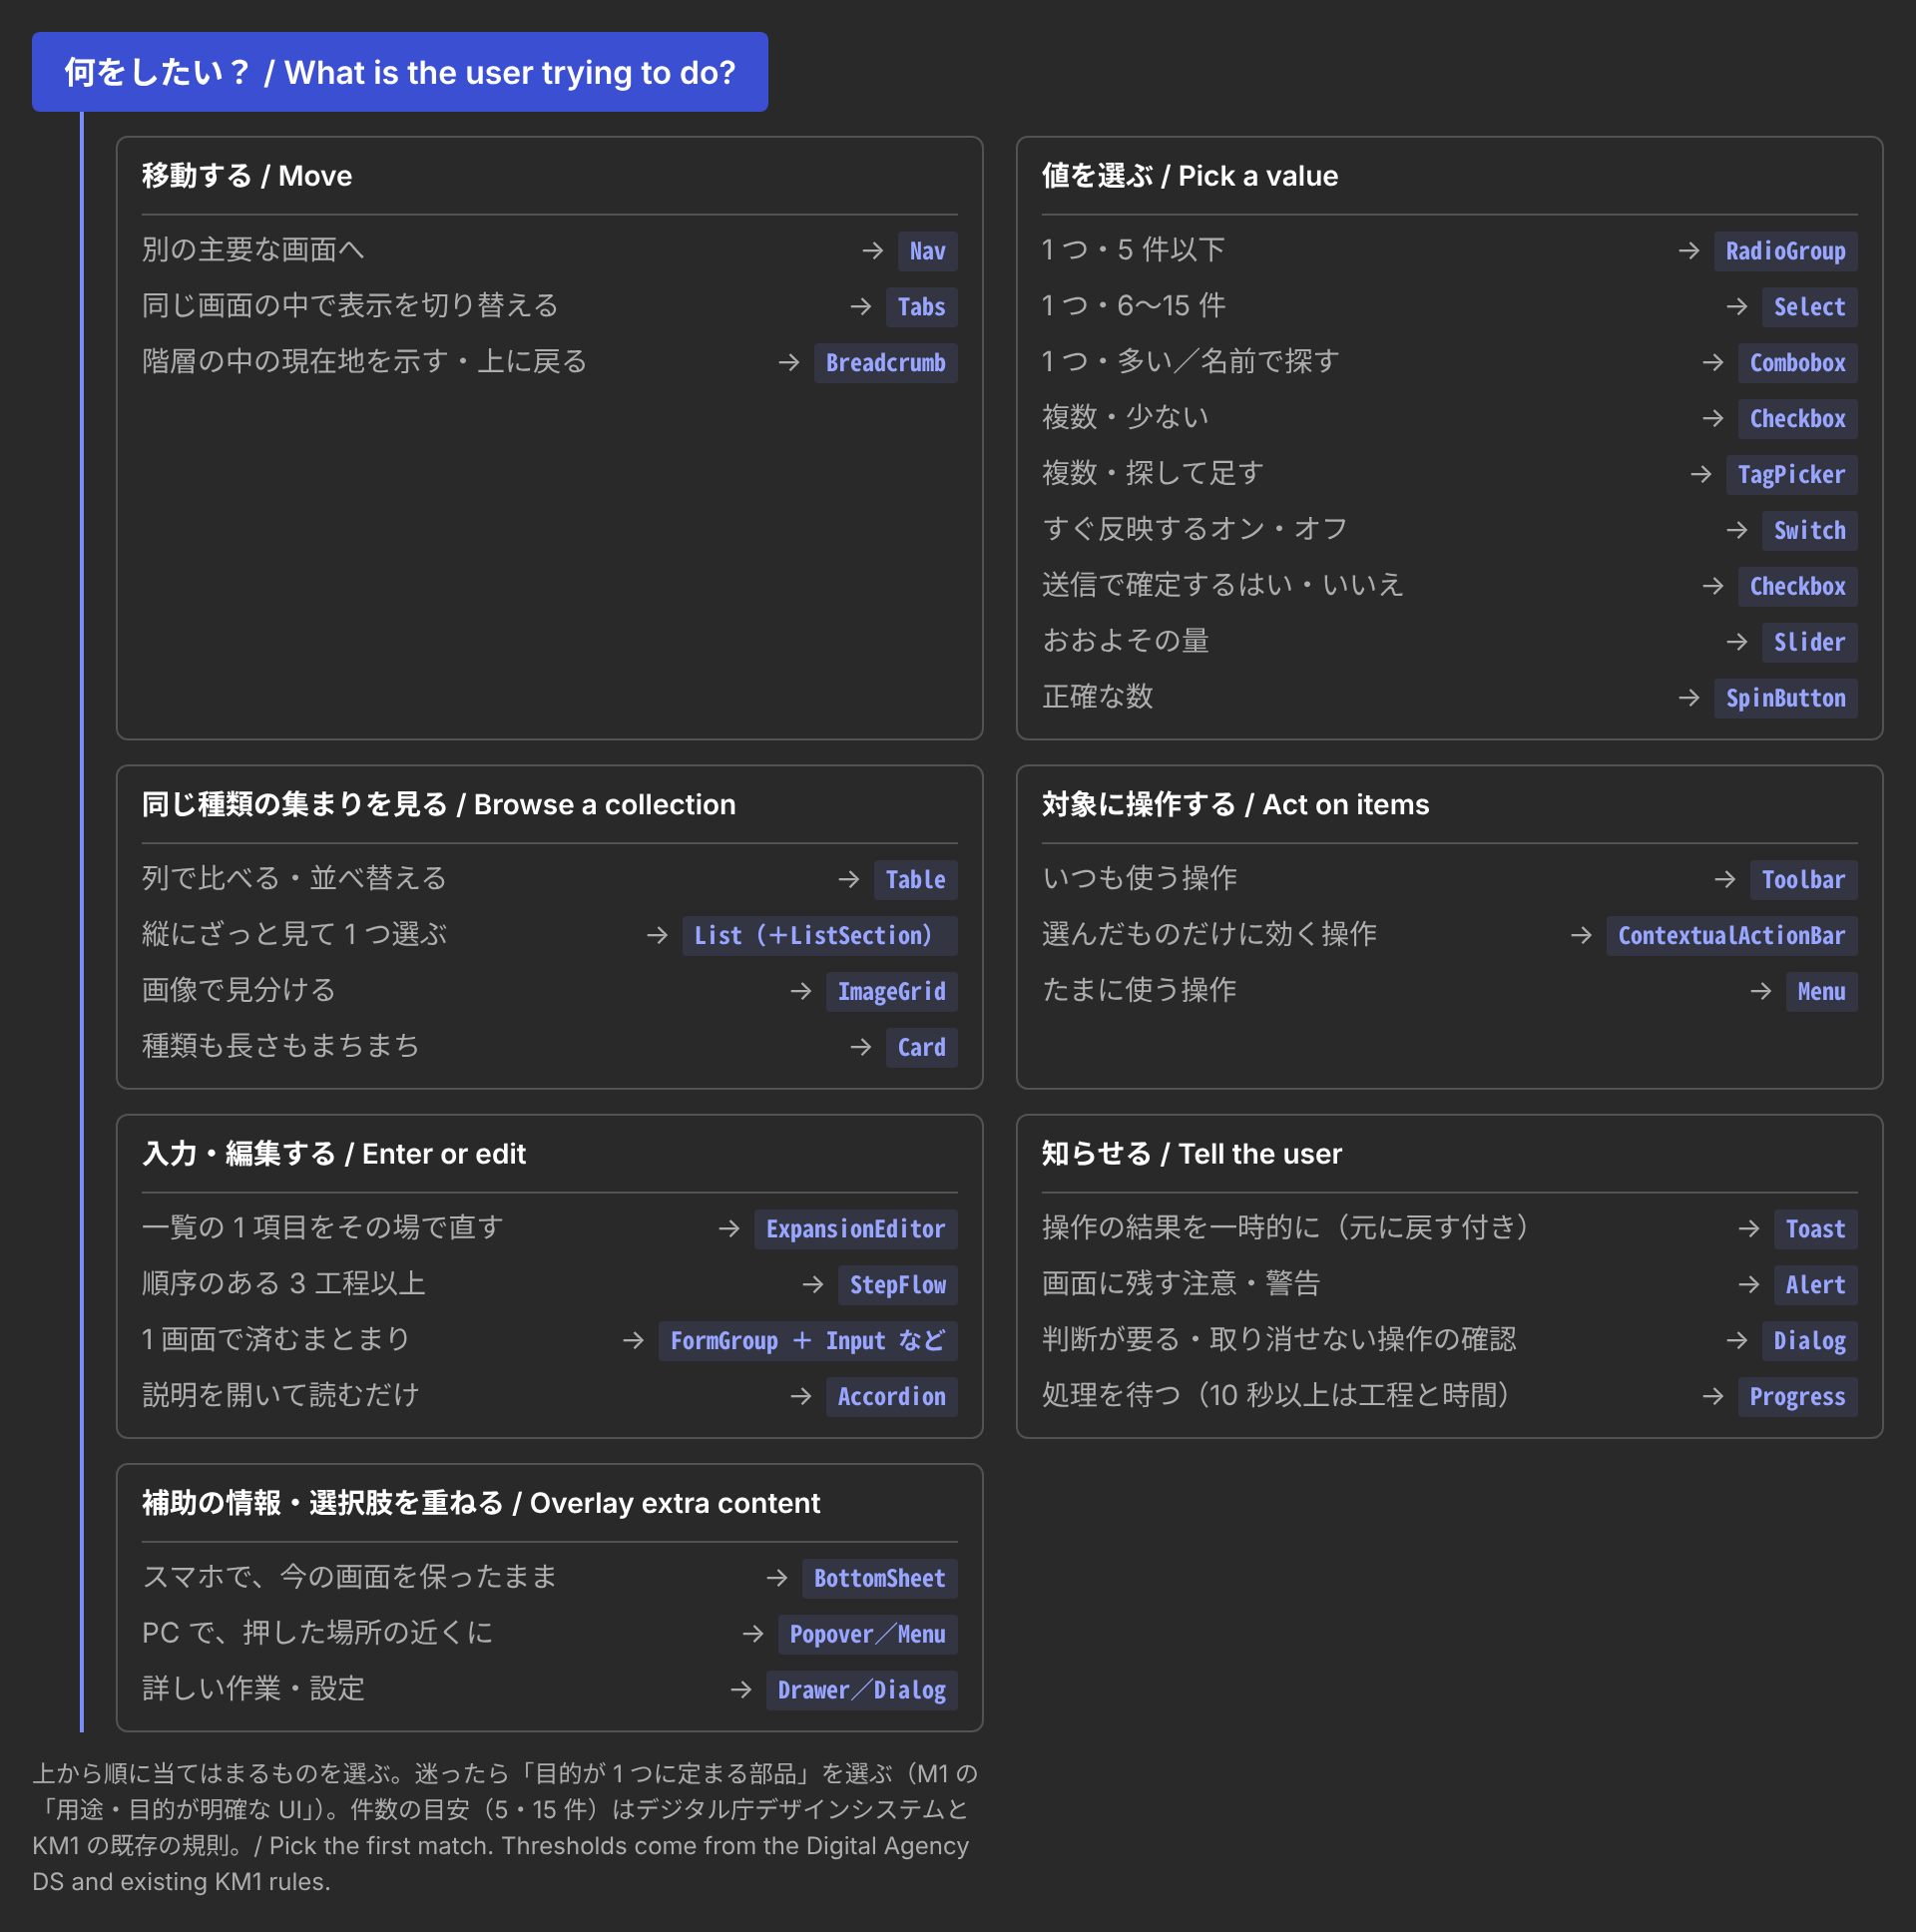 何をしたい？ / What is the user trying to do?
移動する / Move
別の主要な画面へ → Nav
同じ画面の中で表示を切り替える → Tabs
階層の中の現在地を示す・上に戻る → Breadcrumb
値を選ぶ / Pick a value
1 つ・5 件以下 → RadioGroup
1 つ・6〜15 件 → Select
1 つ・多い／名前で探す → Combobox
複数・少ない → Checkbox
複数・探して足す → TagPicker
すぐ反映するオン・オフ → Switch
送信で確定するはい・いいえ → Checkbox
おおよその量 → Slider
正確な数 → SpinButton
同じ種類の集まりを見る / Browse a collection
列で比べる・並べ替える → Table
縦にざっと見て 1 つ選ぶ → List（＋ListSection）
画像で見分ける → ImageGrid
種類も長さもまちまち → Card
対象に操作する / Act on items
いつも使う操作 → Toolbar
選んだものだけに効く操作 → ContextualActionBar
たまに使う操作 → Menu
入力・編集する / Enter or edit
一覧の 1 項目をその場で直す → ExpansionEditor
順序のある 3 工程以上 → StepFlow
1 画面で済むまとまり → FormGroup ＋ Input など
説明を開いて読むだけ → Accordion
知らせる / Tell the user
操作の結果を一時的に（元に戻す付き） → Toast
画面に残す注意・警告 → Alert
判断が要る・取り消せない操作の確認 → Dialog
処理を待つ（10 秒以上は工程と時間） → Progress
補助の情報・選択肢を重ねる / Overlay extra content
スマホで、今の画面を保ったまま → BottomSheet
PC で、押した場所の近くに → Popover／Menu
詳しい作業・設定 → Drawer／Dialog
上から順に当てはまるものを選ぶ。迷ったら「目的が 1 つに定まる部品」を選ぶ（M1 の
「用途・目的が明確な UI」）。件数の目安（5・15 件）はデジタル庁デザインシステムと
KM1 の既存の規則。/ Pick the first match. Thresholds come from the Digital Agency
DS and existing KM1 rules.